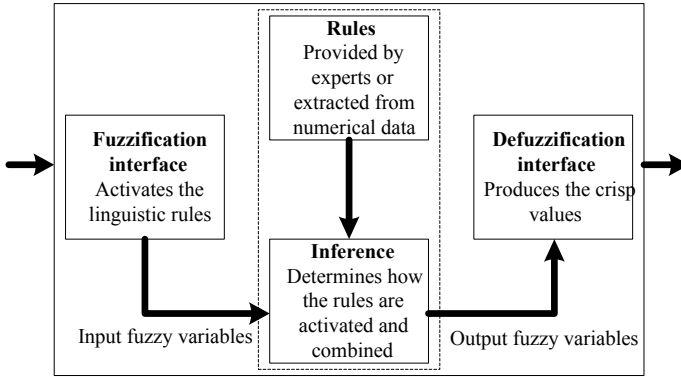 Rules
Provided by
experts or
extracted from
numerical data
Fuzzification
interface
Activates the
linguistic rules
Defuzzification
interface
Produces the crisp
values
Inference
Determines how
the rules are
activated and
combined
Input fuzzy variables
Output fuzzy variables